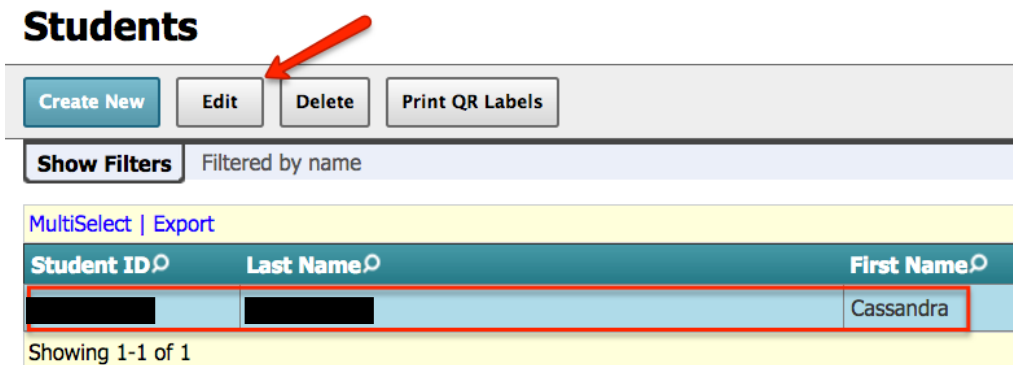 Students
Create New Edit Delete Print QR Labels
Show Filters Filtered by name
MultiSelect | Export
Student ID Last Name First Name
Cassandra
Showing 1-1 of 1